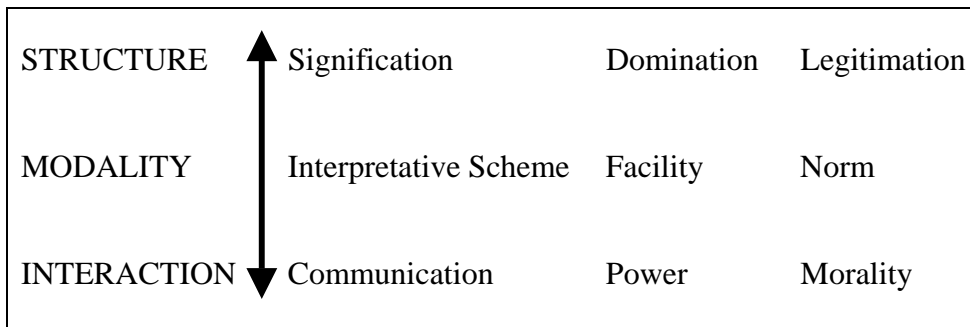 STRUCTURE Signification Domination Legitimation
MODALITY Interpretative Scheme Facility Norm
INTERACTION Communication Power Morality